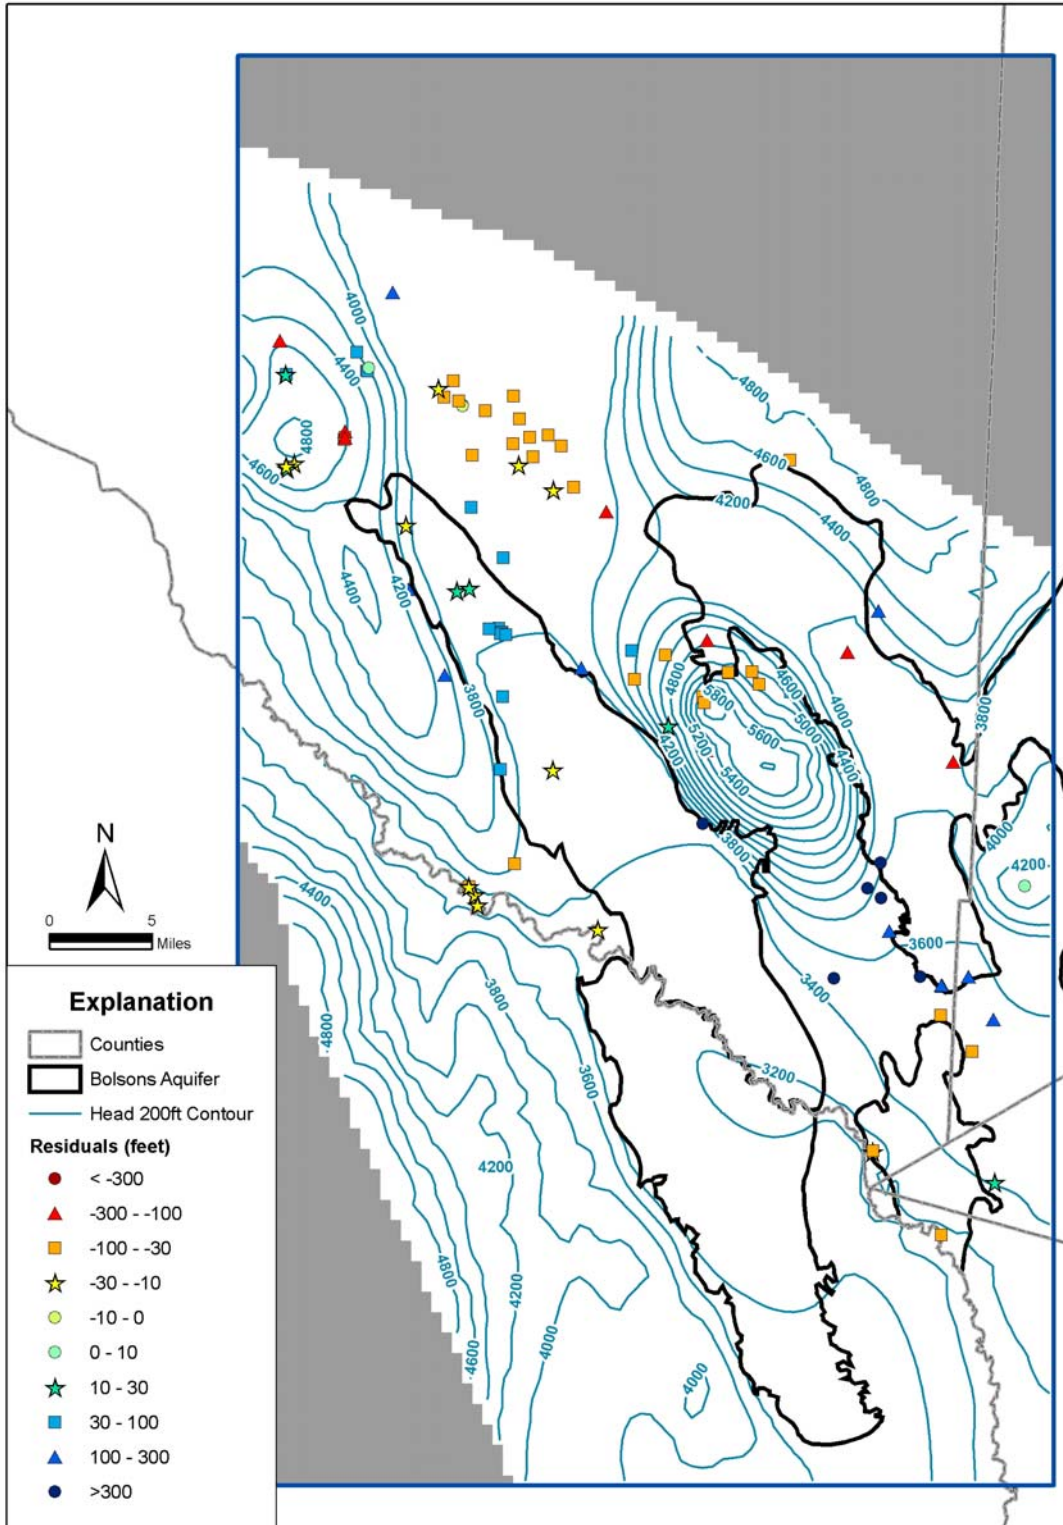 4000
4400
4800
4600
4800
4600
4200
4800
4400
4400
4200
4800
4600
4000
3800
3800
5800
5000
5200
5600
4200
4400
5400
3800
4000
4200
N
0 5
Miles
4400
3600
3800
3400
4800
3200
3600
4200
4800
4200
4000
4600
4000
Explanation
Counties
Bolsons Aquifer
Head 200ft Contour
Residuals (feet)
< -300
-300 - -100
-100 - -30
-30 - -10
-10 - 0
0 - 10
10 - 30
30 - 100
100 - 300
>300